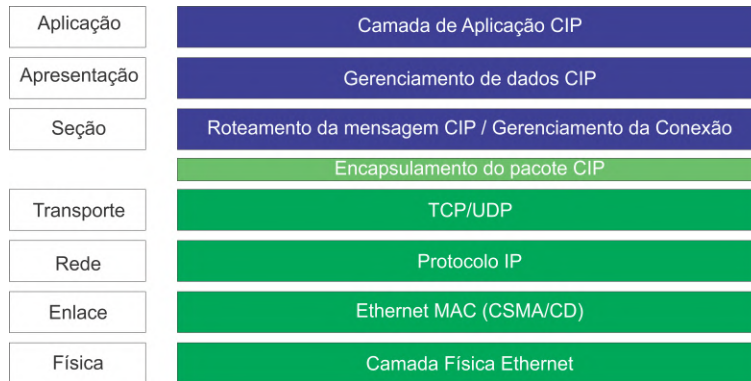 Aplicação
Camada de Aplicação CIP
Apresentação
Gerenciamento de dados CIP
Seção
Roteamento da mensagem CIP / Gerenciamento da Conexão
Encapsulamento do pacote CIP
Transporte
TCP/UDP
Rede
Protocolo IP
Enlace
Ethernet MAC (CSMA/CD)
Física
Camada Física Ethernet